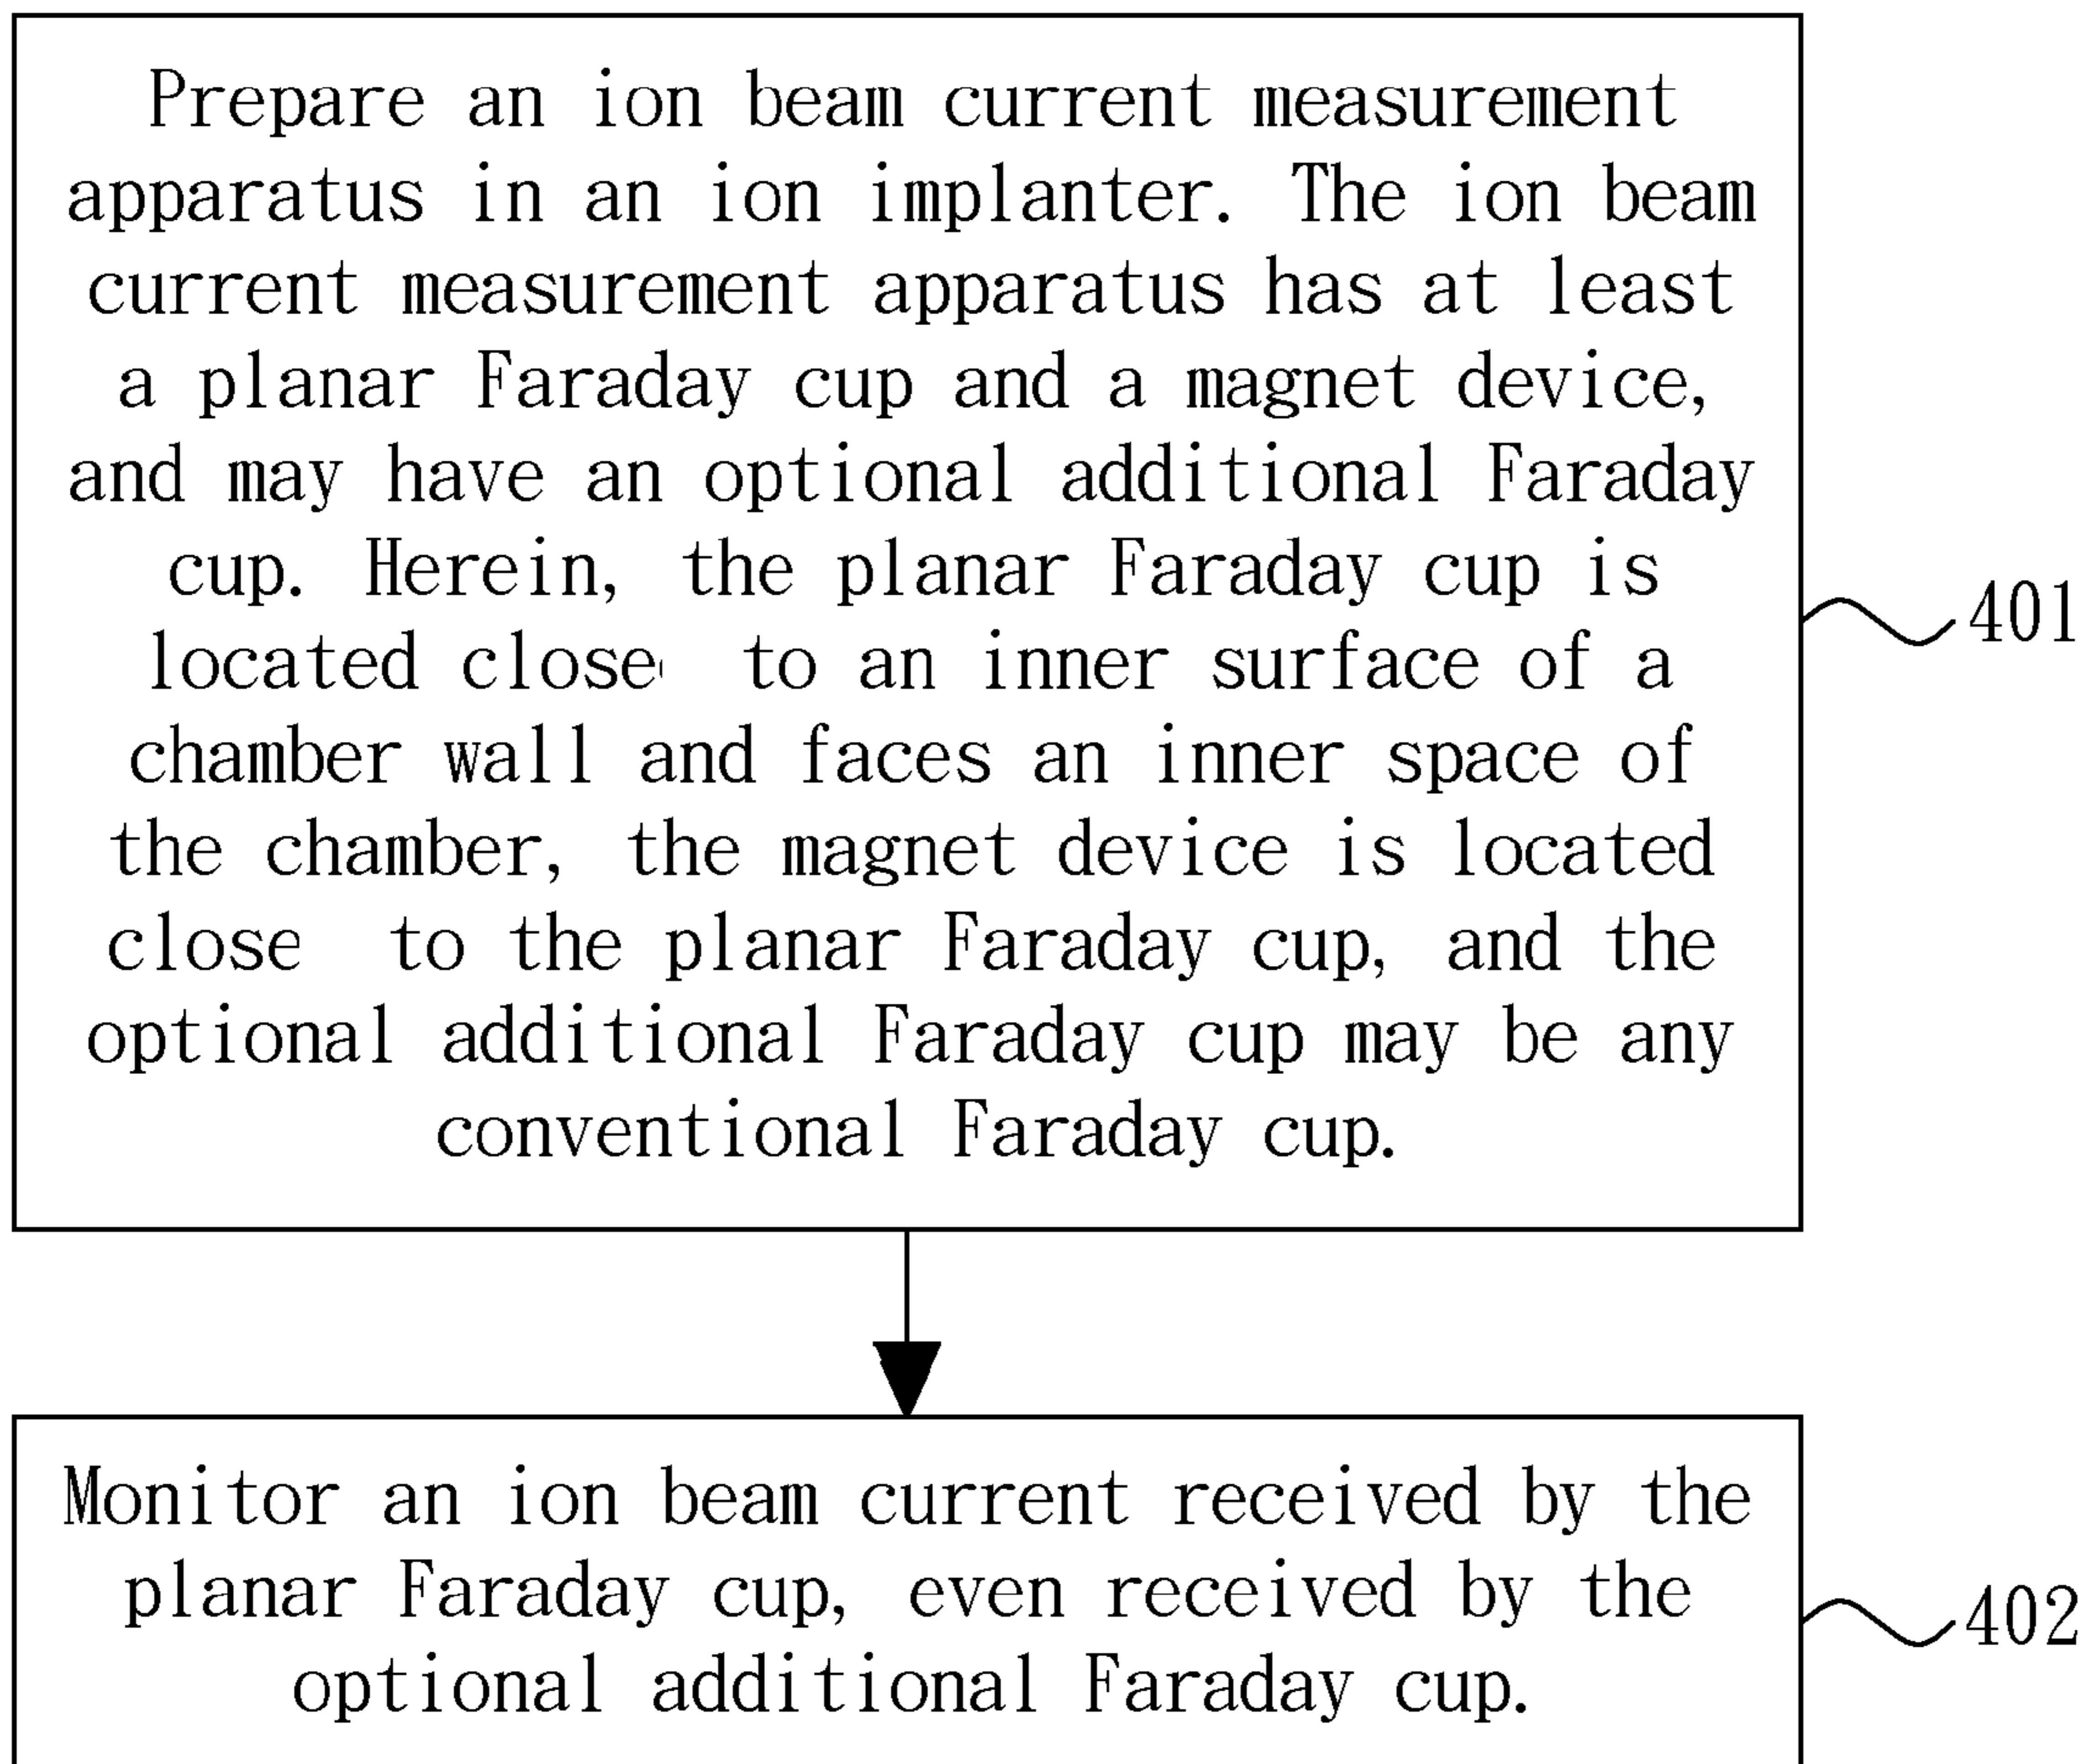 Prepare an ion beam current measurement
apparatus in an ion implanter. The ion beam
current measurement apparatus has at least
a planar Faraday cup and a magnet device,
and may have an optional additional Faraday
cup. Herein, the planar Faraday cup is
located close to an inner surface of a
chamber wall and faces an inner space of
the chamber, the magnet device is located
close to the planar Faraday cup, and the
optional additional Faraday cup may be any
conventional Faraday cup.
401
Monitor an ion beam current received by the
planar Faraday cup, even received by the
optional additional Faraday cup.
402